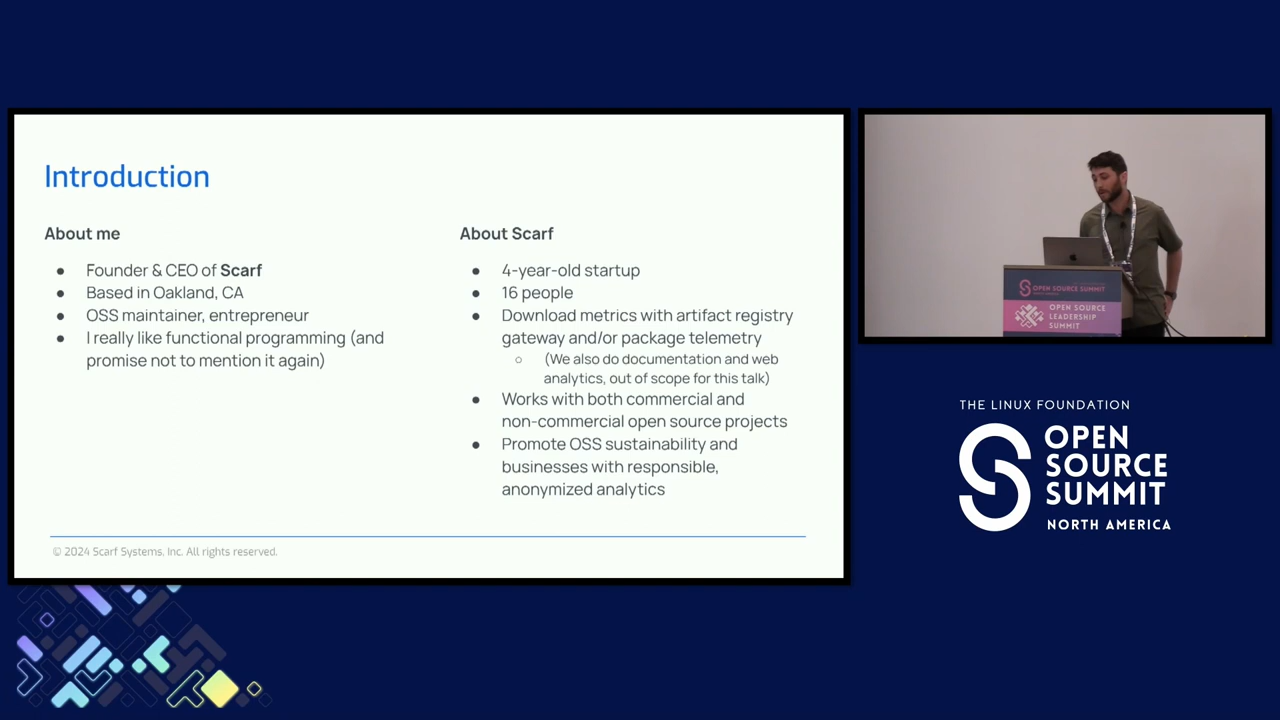 Introduction
About me
● Founder & CEO of Scarf
● Based in Oakland, CA
● OSS maintainer, entrepreneur
● I really like functional programming (and
promise not to mention it again)
About Scarf
● 4-year-old startup
● 16 people
● Download metrics with artifact registry
gateway and/or package telemetry
○ (We also do documentation and web
analytics, out of scope for this talk)
● Works with both commercial and
non-commercial open source projects
● Promote OSS sustainability and
businesses with responsible,
anonymized analytics
© 2024 Scarf Systems, Inc. All rights reserved.
OPEN SOURCE SUMMIT
OPEN SOURCE
LEADERSHIP
SUMMIT
THE LINUX FOUNDATION
OPEN
SOURCE
SUMMIT
NORTH AMERICA